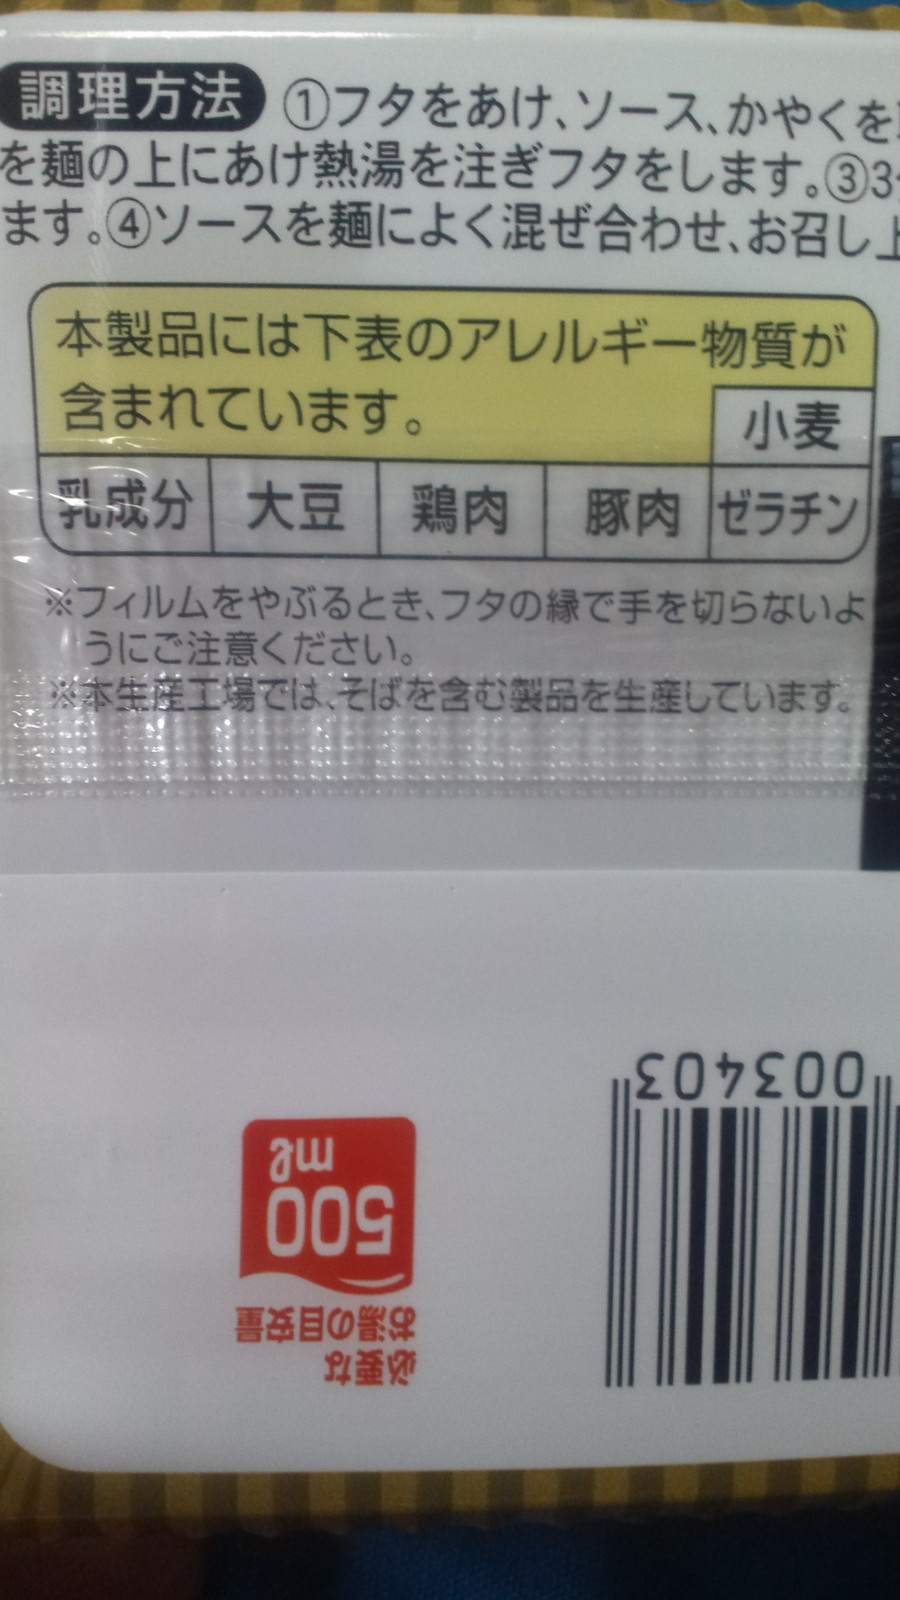 調理方法 ①フタをあけ、ソース、かやくを
を麺の上にあけ熱湯を注ぎフタをします。③3
ます。④ソースを麺によく混ぜ合わせ、お召し上
本製品には下表のアレルギー物質が
含まれています。
小麦
乳成分 大豆 鶏肉 豚肉 ゼラチン
※フィルムをやぶるとき、フタの縁で手を切らないよ
うにご注意ください。
※本生産工場では、そばを含む製品を生産しています。
003403
必要な
お湯の目安量
500
mℓ